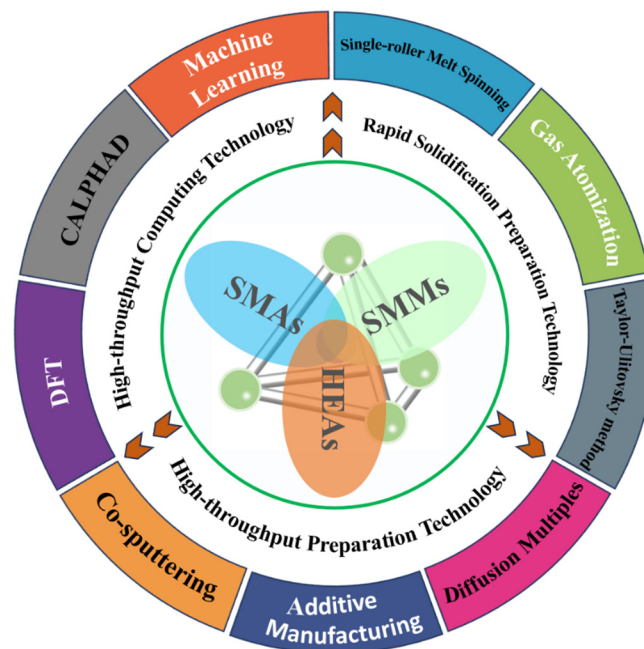 Machine
Learning
Single-roller Melt Spinning
Gas Atomization
Taylor-Ulitovsky method
Diffusion Multiples
Additive
Manufacturing
Co-sputtering
DFT
CALPHAD
High-throughput Computing Technology
Rapid Solidification Preparation Technology
High-throughput Preparation Technology
SMAs
SMMs
HEAs